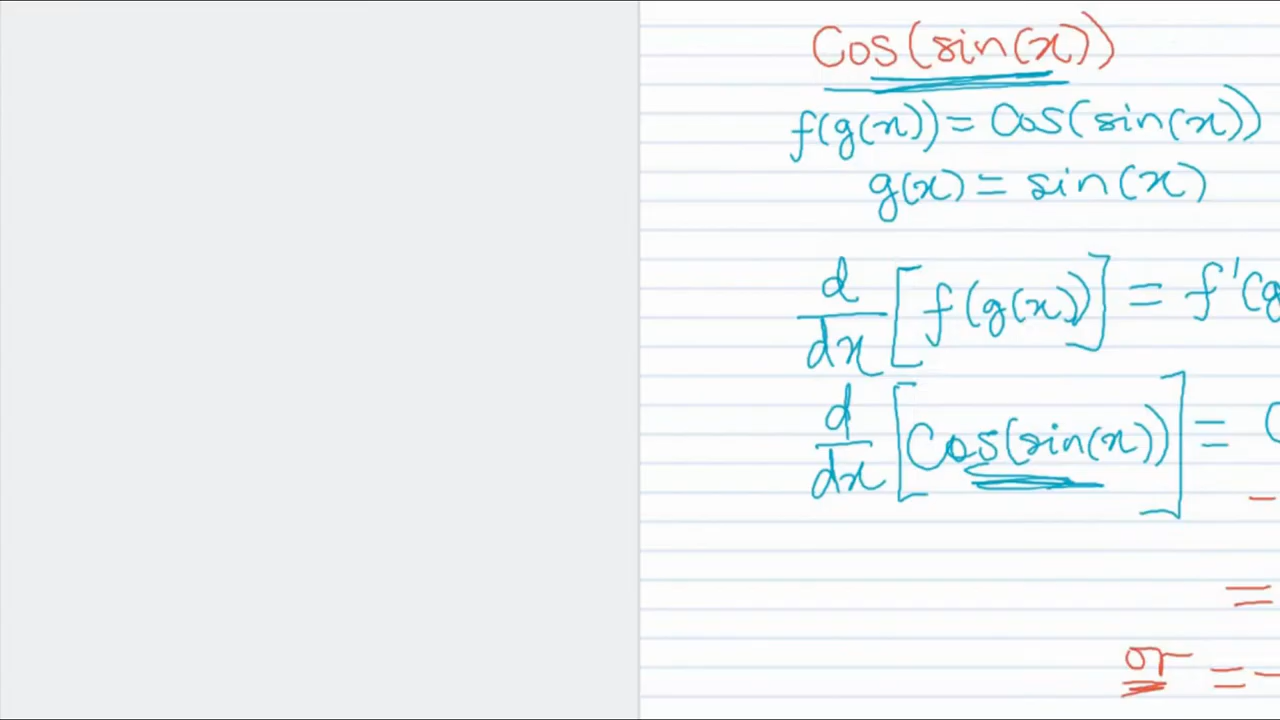 Cos(sin(x))
f(g(x)) = Cos(sin(x))
g(x) = sin(x)
d/dx [f(g(x))] = f'(g
d/dx [Cos(sin(x))] =
-
=
or = -